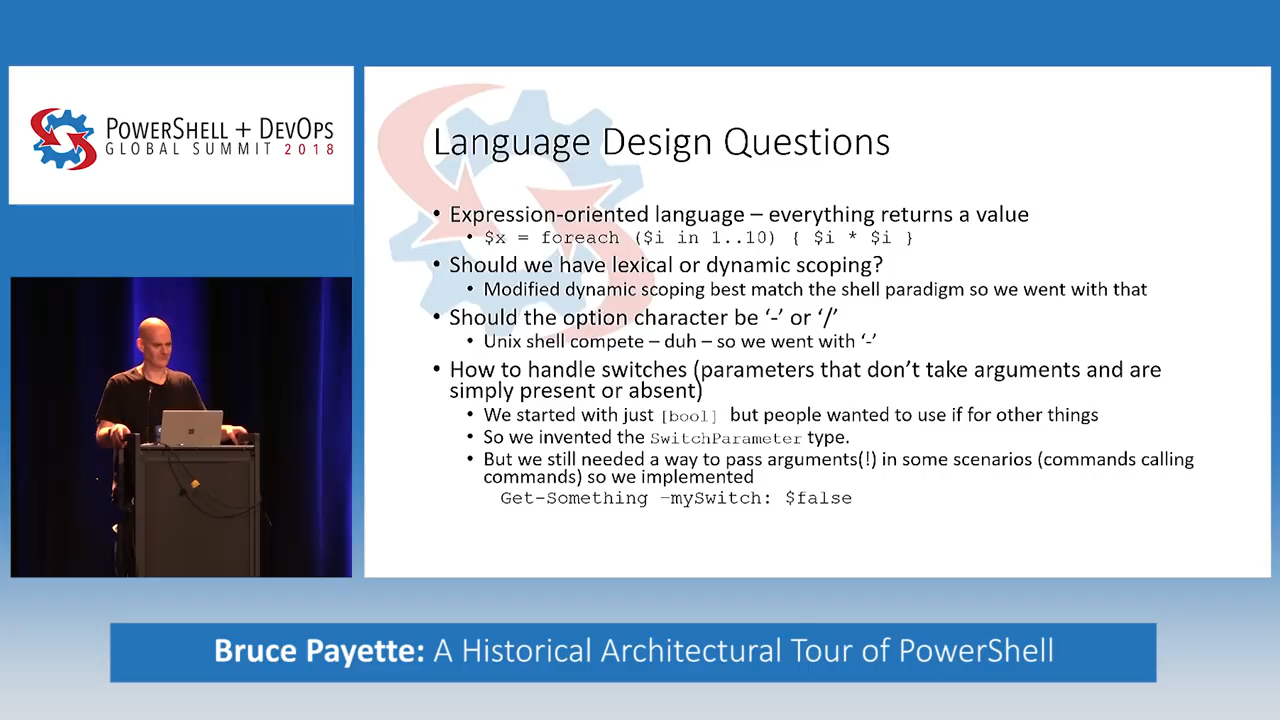 POWERSHELL + DEVOPS
GLOBAL SUMMIT 2018
Language Design Questions
• Expression-oriented language – everything returns a value
• $x = foreach ($i in 1..10) { $i * $i }
• Should we have lexical or dynamic scoping?
• Modified dynamic scoping best match the shell paradigm so we went with that
• Should the option character be ‘-’ or ‘/’
• Unix shell compete – duh – so we went with ‘-’
• How to handle switches (parameters that don’t take arguments and are
simply present or absent)
• We started with just [bool] but people wanted to use if for other things
• So we invented the SwitchParameter type.
• But we still needed a way to pass arguments(!) in some scenarios (commands calling
commands) so we implemented
Get-Something –mySwitch: $false
Bruce Payette: A Historical Architectural Tour of PowerShell